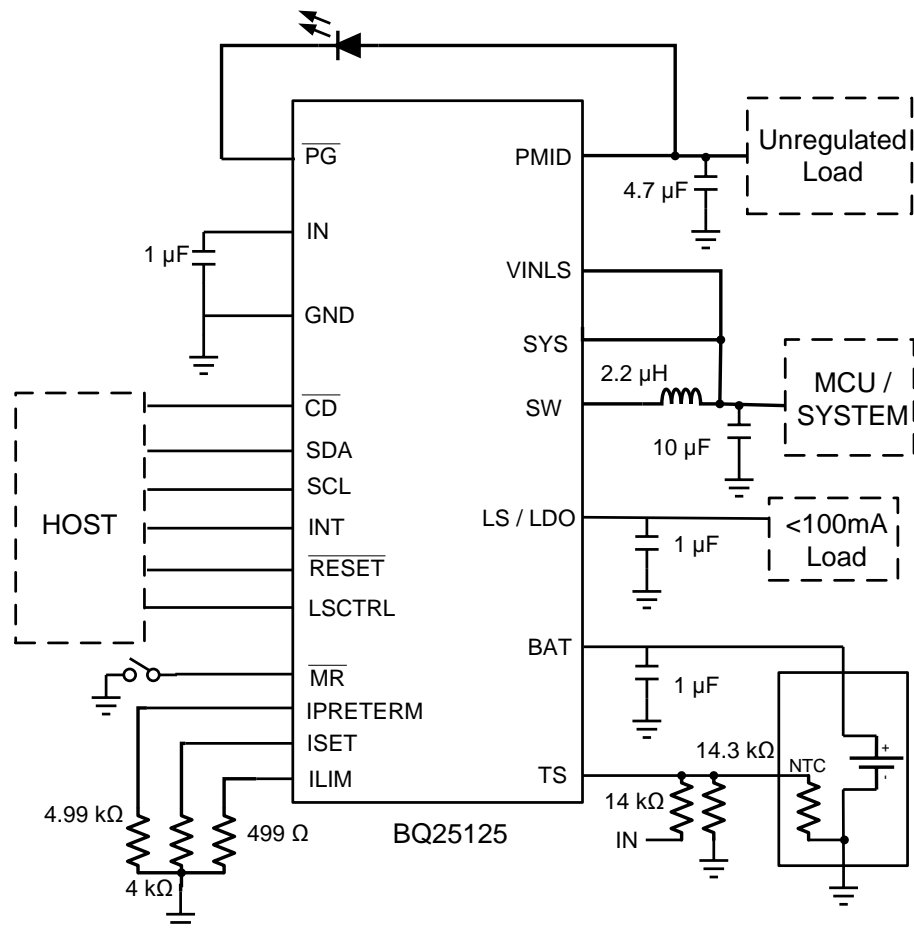 PG
PMID
Unregulated
Load
4.7 µF
IN
1 µF
VINLS
GND
SYS
2.2 µH
MCU /
SYSTEM
CD
SW
10 µF
SDA
SCL
HOST
INT
LS / LDO
<100mA
Load
1 µF
RESET
LSCTRL
BAT
MR
1 µF
IPRETERM
ISET
14.3 kΩ
NTC
+
-
ILIM
TS
14 kΩ
4.99 kΩ
499 Ω
IN
BQ25125
4 kΩ